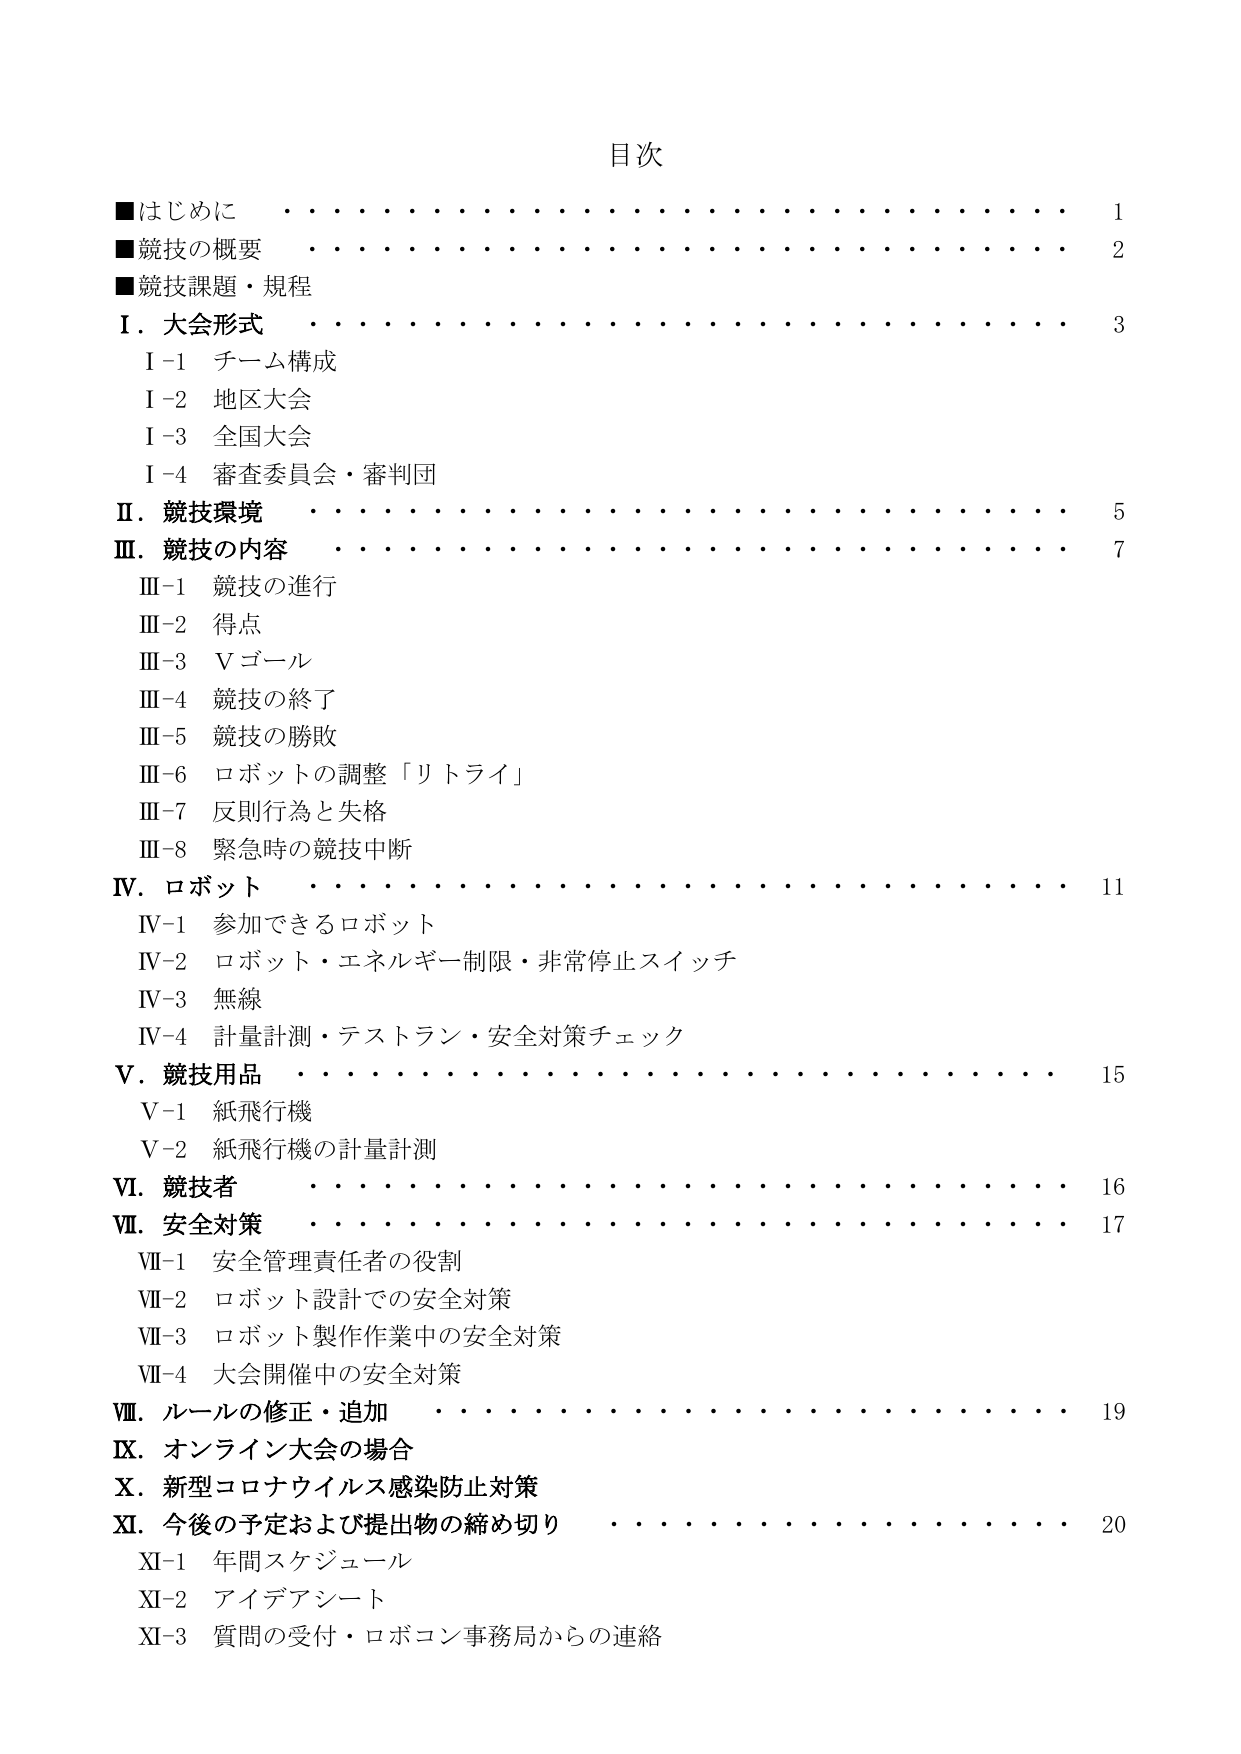 目次
■はじめに ・・・・・・・・・・・・・・・・・・・・・・・・・・・・・・・・ 1
■競技の概要 ・・・・・・・・・・・・・・・・・・・・・・・・・・・・・・・ 2
■競技課題・規程
Ⅰ．大会形式 ・・・・・・・・・・・・・・・・・・・・・・・・・・・・・・・ 3
Ⅰ-1 チーム構成
Ⅰ-2 地区大会
Ⅰ-3 全国大会
Ⅰ-4 審査委員会・審判団
Ⅱ．競技環境 ・・・・・・・・・・・・・・・・・・・・・・・・・・・・・・・ 5
Ⅲ．競技の内容 ・・・・・・・・・・・・・・・・・・・・・・・・・・・・・・ 7
Ⅲ-1 競技の進行
Ⅲ-2 得点
Ⅲ-3 Ｖゴール
Ⅲ-4 競技の終了
Ⅲ-5 競技の勝敗
Ⅲ-6 ロボットの調整「リトライ」
Ⅲ-7 反則行為と失格
Ⅲ-8 緊急時の競技中断
Ⅳ．ロボット ・・・・・・・・・・・・・・・・・・・・・・・・・・・・・・・ 11
Ⅳ-1 参加できるロボット
Ⅳ-2 ロボット・エネルギー制限・非常停止スイッチ
Ⅳ-3 無線
Ⅳ-4 計量計測・テストラン・安全対策チェック
Ⅴ．競技用品 ・・・・・・・・・・・・・・・・・・・・・・・・・・・・・・・ 15
Ⅴ-1 紙飛行機
Ⅴ-2 紙飛行機の計量計測
Ⅵ．競技者 ・・・・・・・・・・・・・・・・・・・・・・・・・・・・・・・ 16
Ⅶ．安全対策 ・・・・・・・・・・・・・・・・・・・・・・・・・・・・・・・ 17
Ⅶ-1 安全管理責任者の役割
Ⅶ-2 ロボット設計での安全対策
Ⅶ-3 ロボット製作作業中の安全対策
Ⅶ-4 大会開催中の安全対策
Ⅷ．ルールの修正・追加 ・・・・・・・・・・・・・・・・・・・・・・・・・・ 19
Ⅸ．オンライン大会の場合
Ⅹ．新型コロナウイルス感染防止対策
Ⅺ．今後の予定および提出物の締め切り ・・・・・・・・・・・・・・・・・・・ 20
Ⅺ-1 年間スケジュール
Ⅺ-2 アイデアシート
Ⅺ-3 質問の受付・ロボコン事務局からの連絡